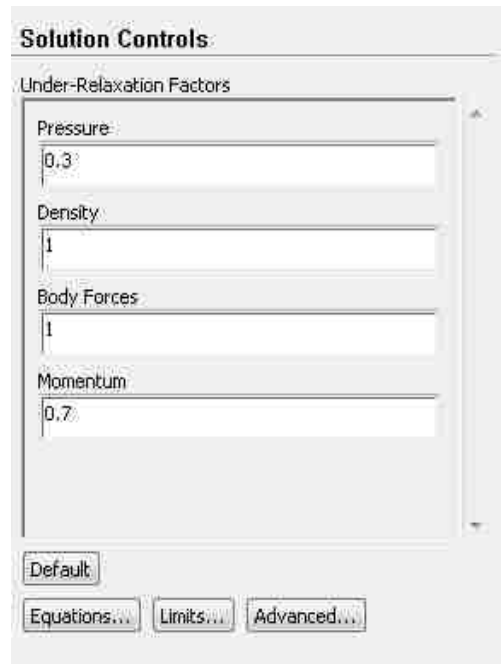 Solution Controls
Under-Relaxation Factors
Pressure
0.3
Density
1
Body Forces
1
Momentum
0.7
Default
Equations... Limits... Advanced...